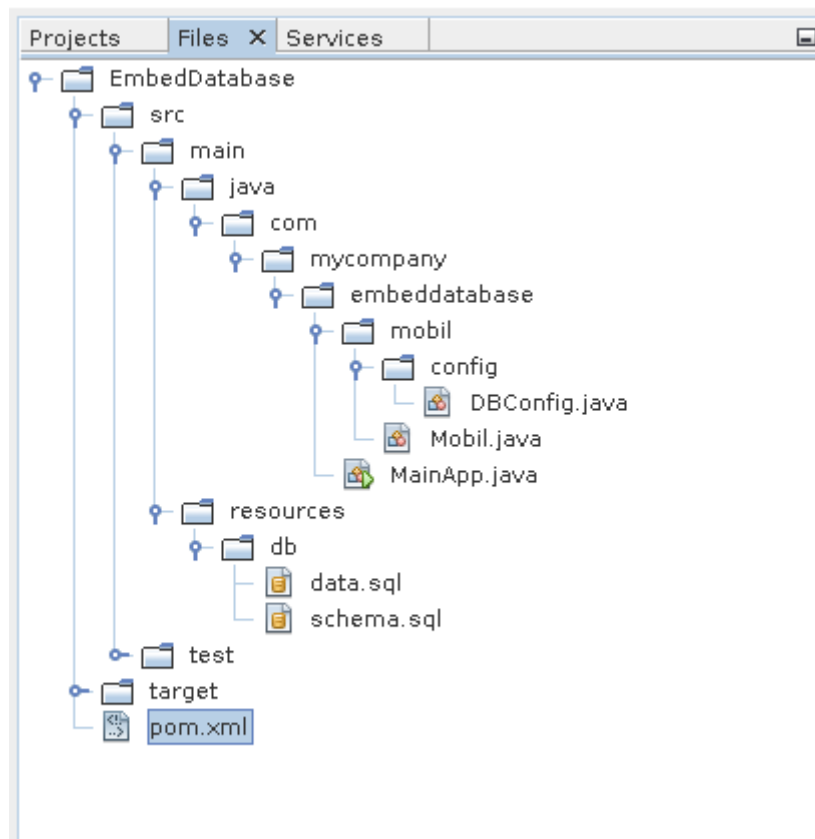 Projects Files Services
EmbedDatabase
src
main
java
com
mycompany
embeddatabase
mobil
config
DBConfig.java
Mobil.java
MainApp.java
resources
db
data.sql
schema.sql
test
target
pom.xml